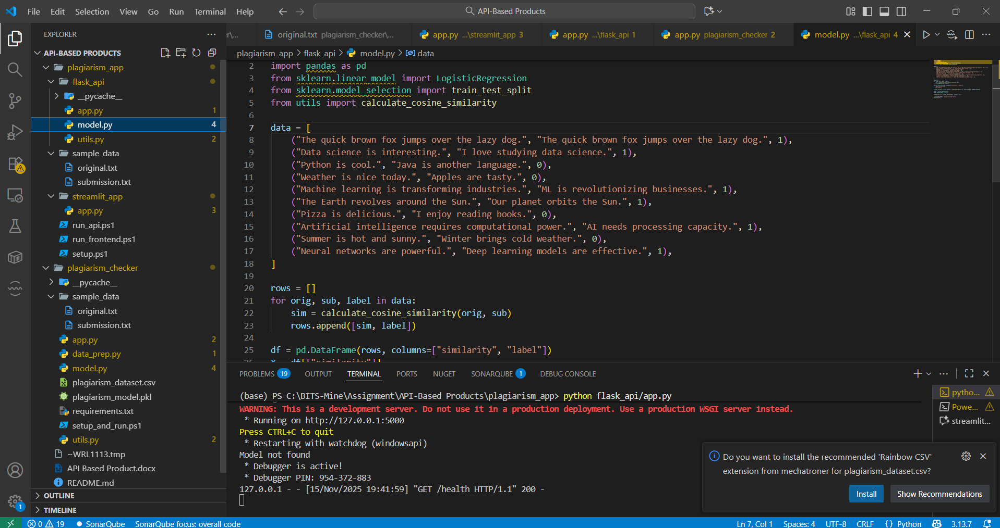 File Edit Selection View Go Run Terminal Help
API-Based Products
EXPLORER
API-BASED PRODUCTS
plagiarism_app
flask_api
__pycache__
app.py 1
model.py 4
utils.py 2
sample_data
original.txt
submission.txt
streamlit_app
app.py 3
run_api.ps1
run_frontend.ps1
setup.ps1
plagiarism_checker
__pycache__
sample_data
original.txt
submission.txt
app.py 2
data_prep.py 1
model.py 4
plagiarism_dataset.csv
plagiarism_model.pkl
requirements.txt
setup_and_run.ps1
utils.py 2
~WRL1113.tmp
API Based Product.docx
README.md
OUTLINE
TIMELINE
original.txt plagiarism_checker\... app.py ...\streamlit_app 3 app.py ...\flask_api 1 app.py plagiarism_checker 2 model.py ...\flask_api 4
plagiarism_app > flask_api > model.py > data
2 import pandas as pd
3 from sklearn.linear_model import LogisticRegression
4 from sklearn.model_selection import train_test_split
5 from utils import calculate_cosine_similarity
6
7 data = [
8 ("The quick brown fox jumps over the lazy dog.", "The quick brown fox jumps over the lazy dog.", 1),
9 ("Data science is interesting.", "I love studying data science.", 1),
10 ("Python is cool.", "Java is another language.", 0),
11 ("Weather is nice today.", "Apples are tasty.", 0),
12 ("Machine learning is transforming industries.", "ML is revolutionizing businesses.", 1),
13 ("The Earth revolves around the Sun.", "Our planet orbits the Sun.", 1),
14 ("Pizza is delicious.", "I enjoy reading books.", 0),
15 ("Artificial intelligence requires computational power.", "AI needs processing capacity.", 1),
16 ("Summer is hot and sunny.", "Winter brings cold weather.", 0),
17 ("Neural networks are powerful.", "Deep learning models are effective.", 1),
18 ]
19
20 rows = []
21 for orig, sub, label in data:
22 sim = calculate_cosine_similarity(orig, sub)
23 rows.append([sim, label])
24
25 df = pd.DataFrame(rows, columns=["similarity", "label"])
PROBLEMS 19 OUTPUT TERMINAL PORTS NUGET SONARQUBE 1 DEBUG CONSOLE
(base) PS C:\BITS-Mine\Assignment\API-Based Products\plagiarism_app> python flask_api/app.py
WARNING: This is a development server. Do not use it in a production deployment. Use a production WSGI server instead.
* Running on http://127.0.0.1:5000
Press CTRL+C to quit
* Restarting with watchdog (windowsapi)
Model not found
* Debugger is active!
* Debugger PIN: 954-372-883
127.0.0.1 - - [15/Nov/2025 19:41:59] "GET /health HTTP/1.1" 200 -
pytho...
Powe...
streamlit...
Do you want to install the recommended 'Rainbow CSV'
extension from mechatroner for plagiarism_dataset.csv?
Install Show Recommendations
1
0 19 SonarQube SonarQube focus: overall code Ln 7, Col 1 Spaces: 4 UTF-8 CRLF {} Python 3.13.7